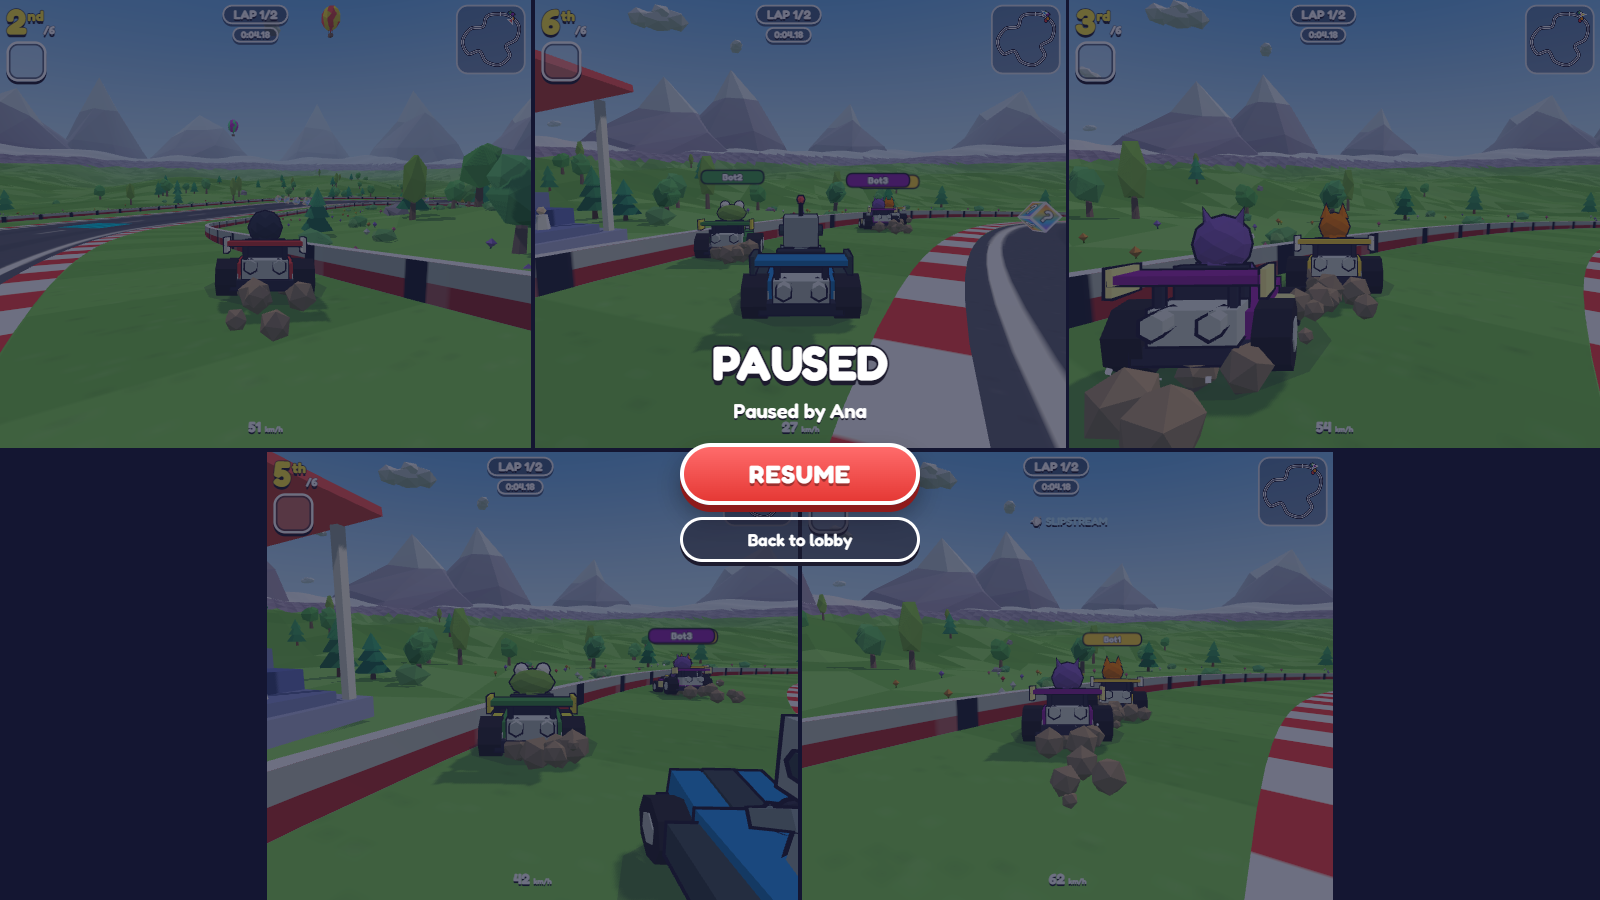 2nd /6
LAP 1/2
0:04.18
51 km/h
6th /6
LAP 1/2
0:04.18
Bot2
Bot3
?
27 km/h
3rd /6
LAP 1/2
0:04.18
54 km/h
PAUSED
Paused by Ana
RESUME
Back to lobby
5th /6
LAP 1/2
0:04.18
Bot3
42 km/h
LAP 1/2
0:04.18
SLIPSTREAM
Bot1
62 km/h